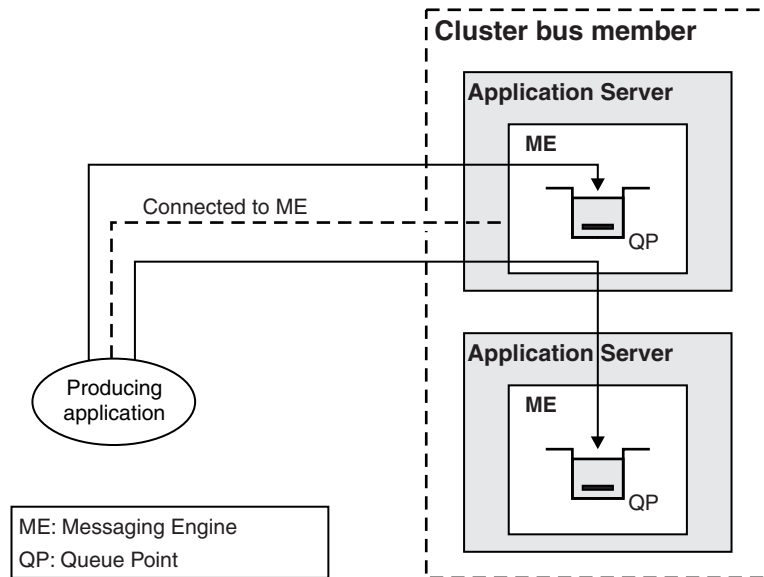 Cluster bus member
Application Server
ME
QP
Connected to ME
Application Server
ME
QP
Producing
application
ME: Messaging Engine
QP: Queue Point